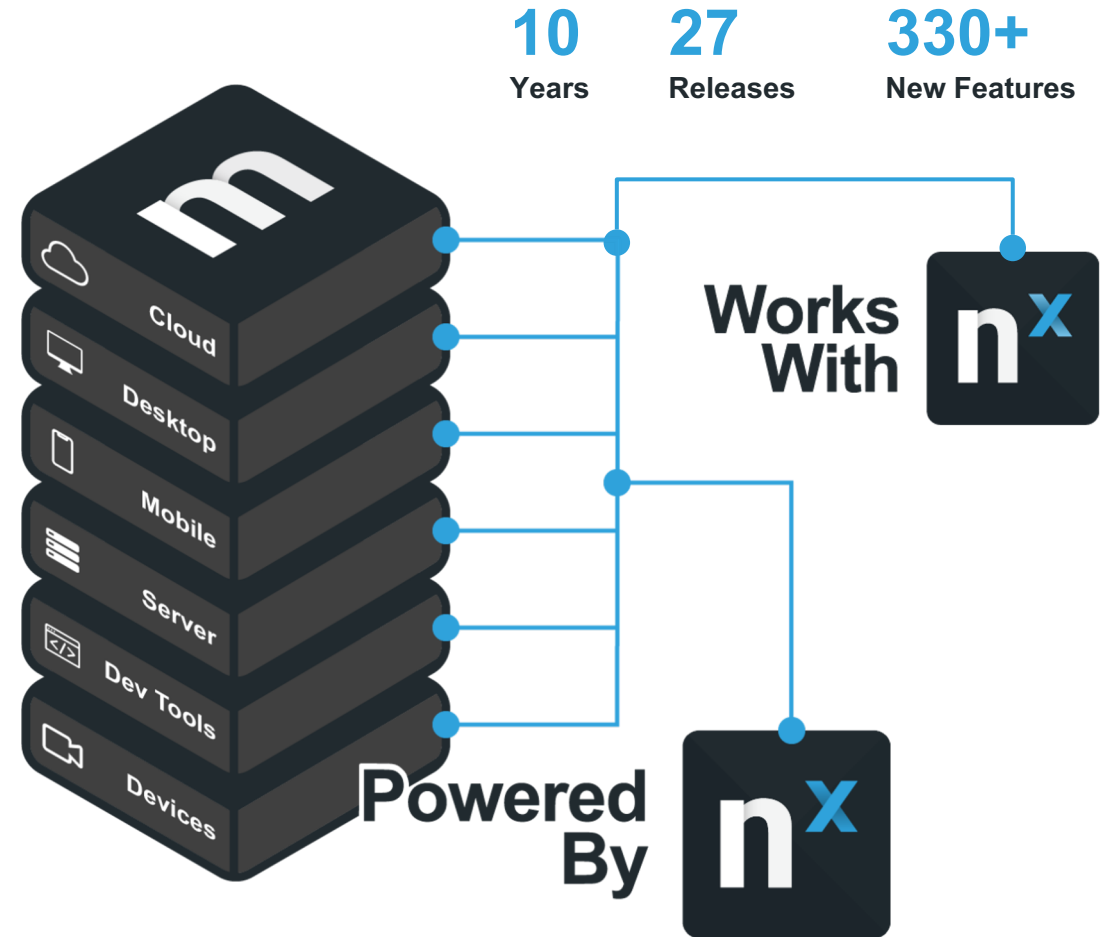 10 27 330+
Years Releases New Features
m
Cloud
Desktop
Mobile
Server
</>
Dev Tools
Devices
Works
With
nx
Powered
By
nx